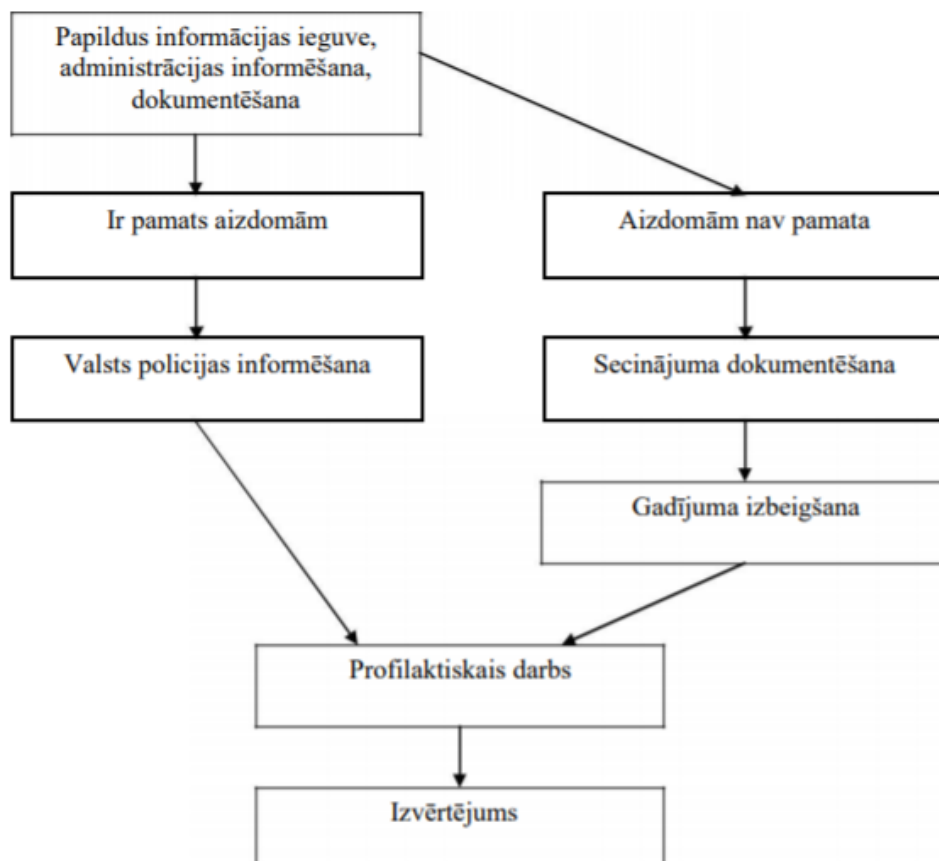 Papildus informācijas ieguve,
administrācijas informēšana,
dokumentēšana
Ir pamats aizdomām
Aizdomām nav pamata
Valsts policijas informēšana
Secinājuma dokumentēšana
Gadījuma izbeigšana
Profilaktiskais darbs
Izvērtējums